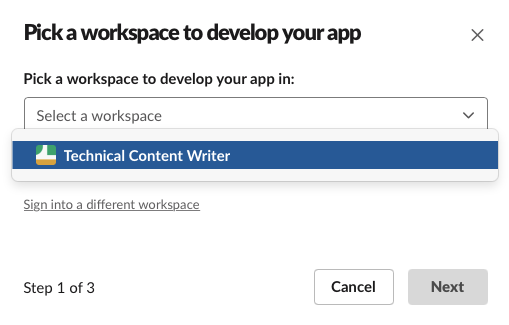 Pick a workspace to develop your app
Pick a workspace to develop your app in:
Select a workspace
Technical Content Writer
Sign into a different workspace
Step 1 of 3
Cancel
Next